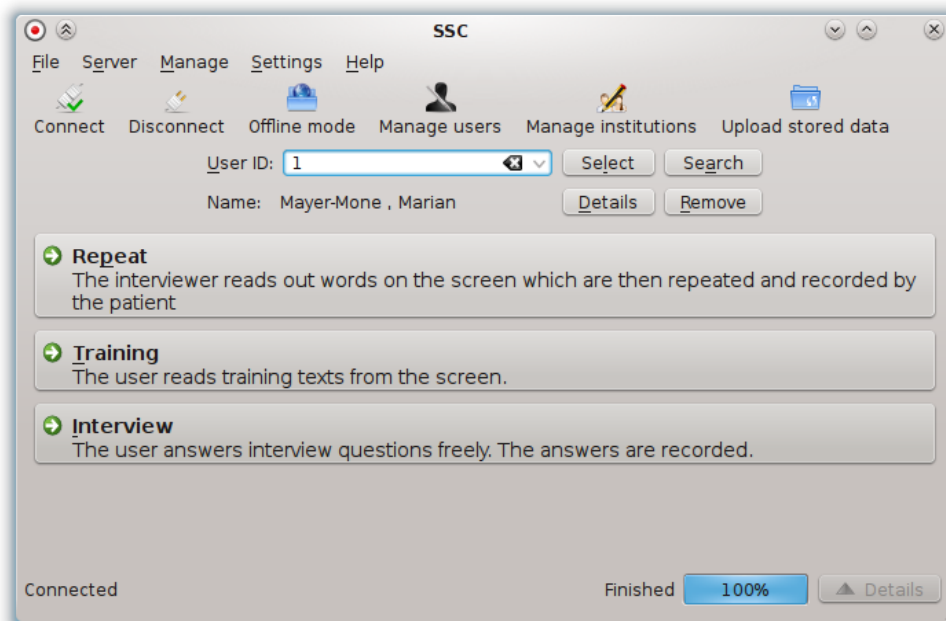 SSC
File Server Manage Settings Help
Connect Disconnect Offline mode Manage users Manage institutions Upload stored data
User ID: 1 Select Search
Name: Mayer-Mone , Marian Details Remove
Repeat
The interviewer reads out words on the screen which are then repeated and recorded by
the patient
Training
The user reads training texts from the screen.
Interview
The user answers interview questions freely. The answers are recorded.
Connected Finished 100% Details